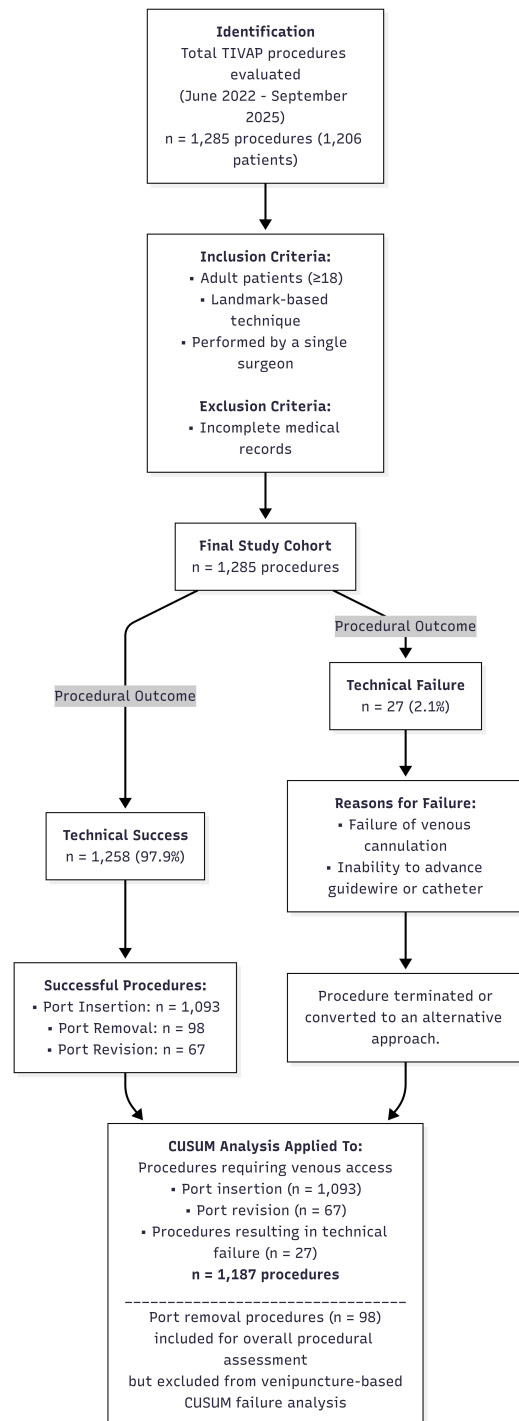 Identification
Total TIVAP procedures
evaluated
(June 2022 - September
2025)
n = 1,285 procedures (1,206
patients)
Inclusion Criteria:
▪ Adult patients (≥18)
▪ Landmark-based
technique
▪ Performed by a single
surgeon
Exclusion Criteria:
▪ Incomplete medical
records
Final Study Cohort
n = 1,285 procedures
Procedural Outcome
Technical Failure
n = 27 (2.1%)
Procedural Outcome
Reasons for Failure:
▪ Failure of venous
cannulation
▪ Inability to advance
guidewire or catheter
Technical Success
n = 1,258 (97.9%)
Successful Procedures:
▪ Port Insertion: n = 1,093
▪ Port Removal: n = 98
▪ Port Revision: n = 67
Procedure terminated or
converted to an alternative
approach.
CUSUM Analysis Applied To:
Procedures requiring venous access
▪ Port insertion (n = 1,093)
▪ Port revision (n = 67)
▪ Procedures resulting in technical
failure (n = 27)
n = 1,187 procedures
_________________________________
Port removal procedures (n = 98)
included for overall procedural
assessment
but excluded from venipuncture-based
CUSUM failure analysis